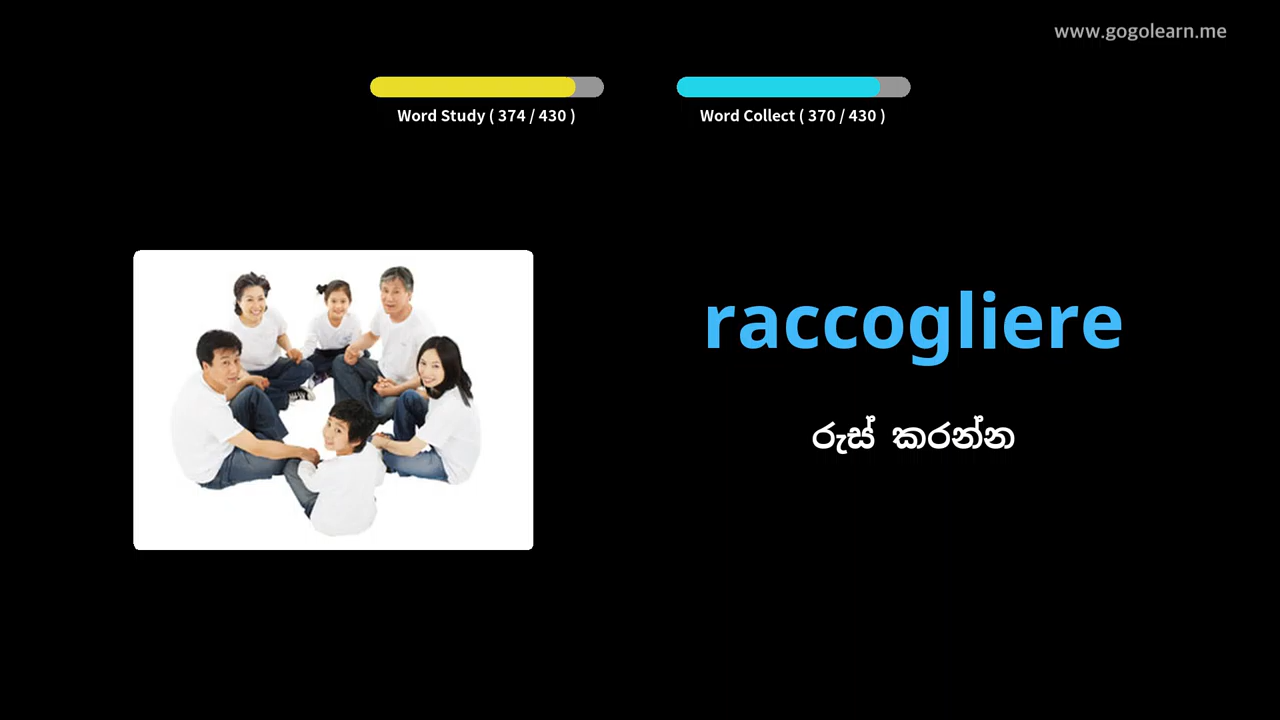 www.gogolearn.me
Word Study ( 374 / 430 )
Word Collect ( 370 / 430 )
raccogliere
රුස් කරන්න